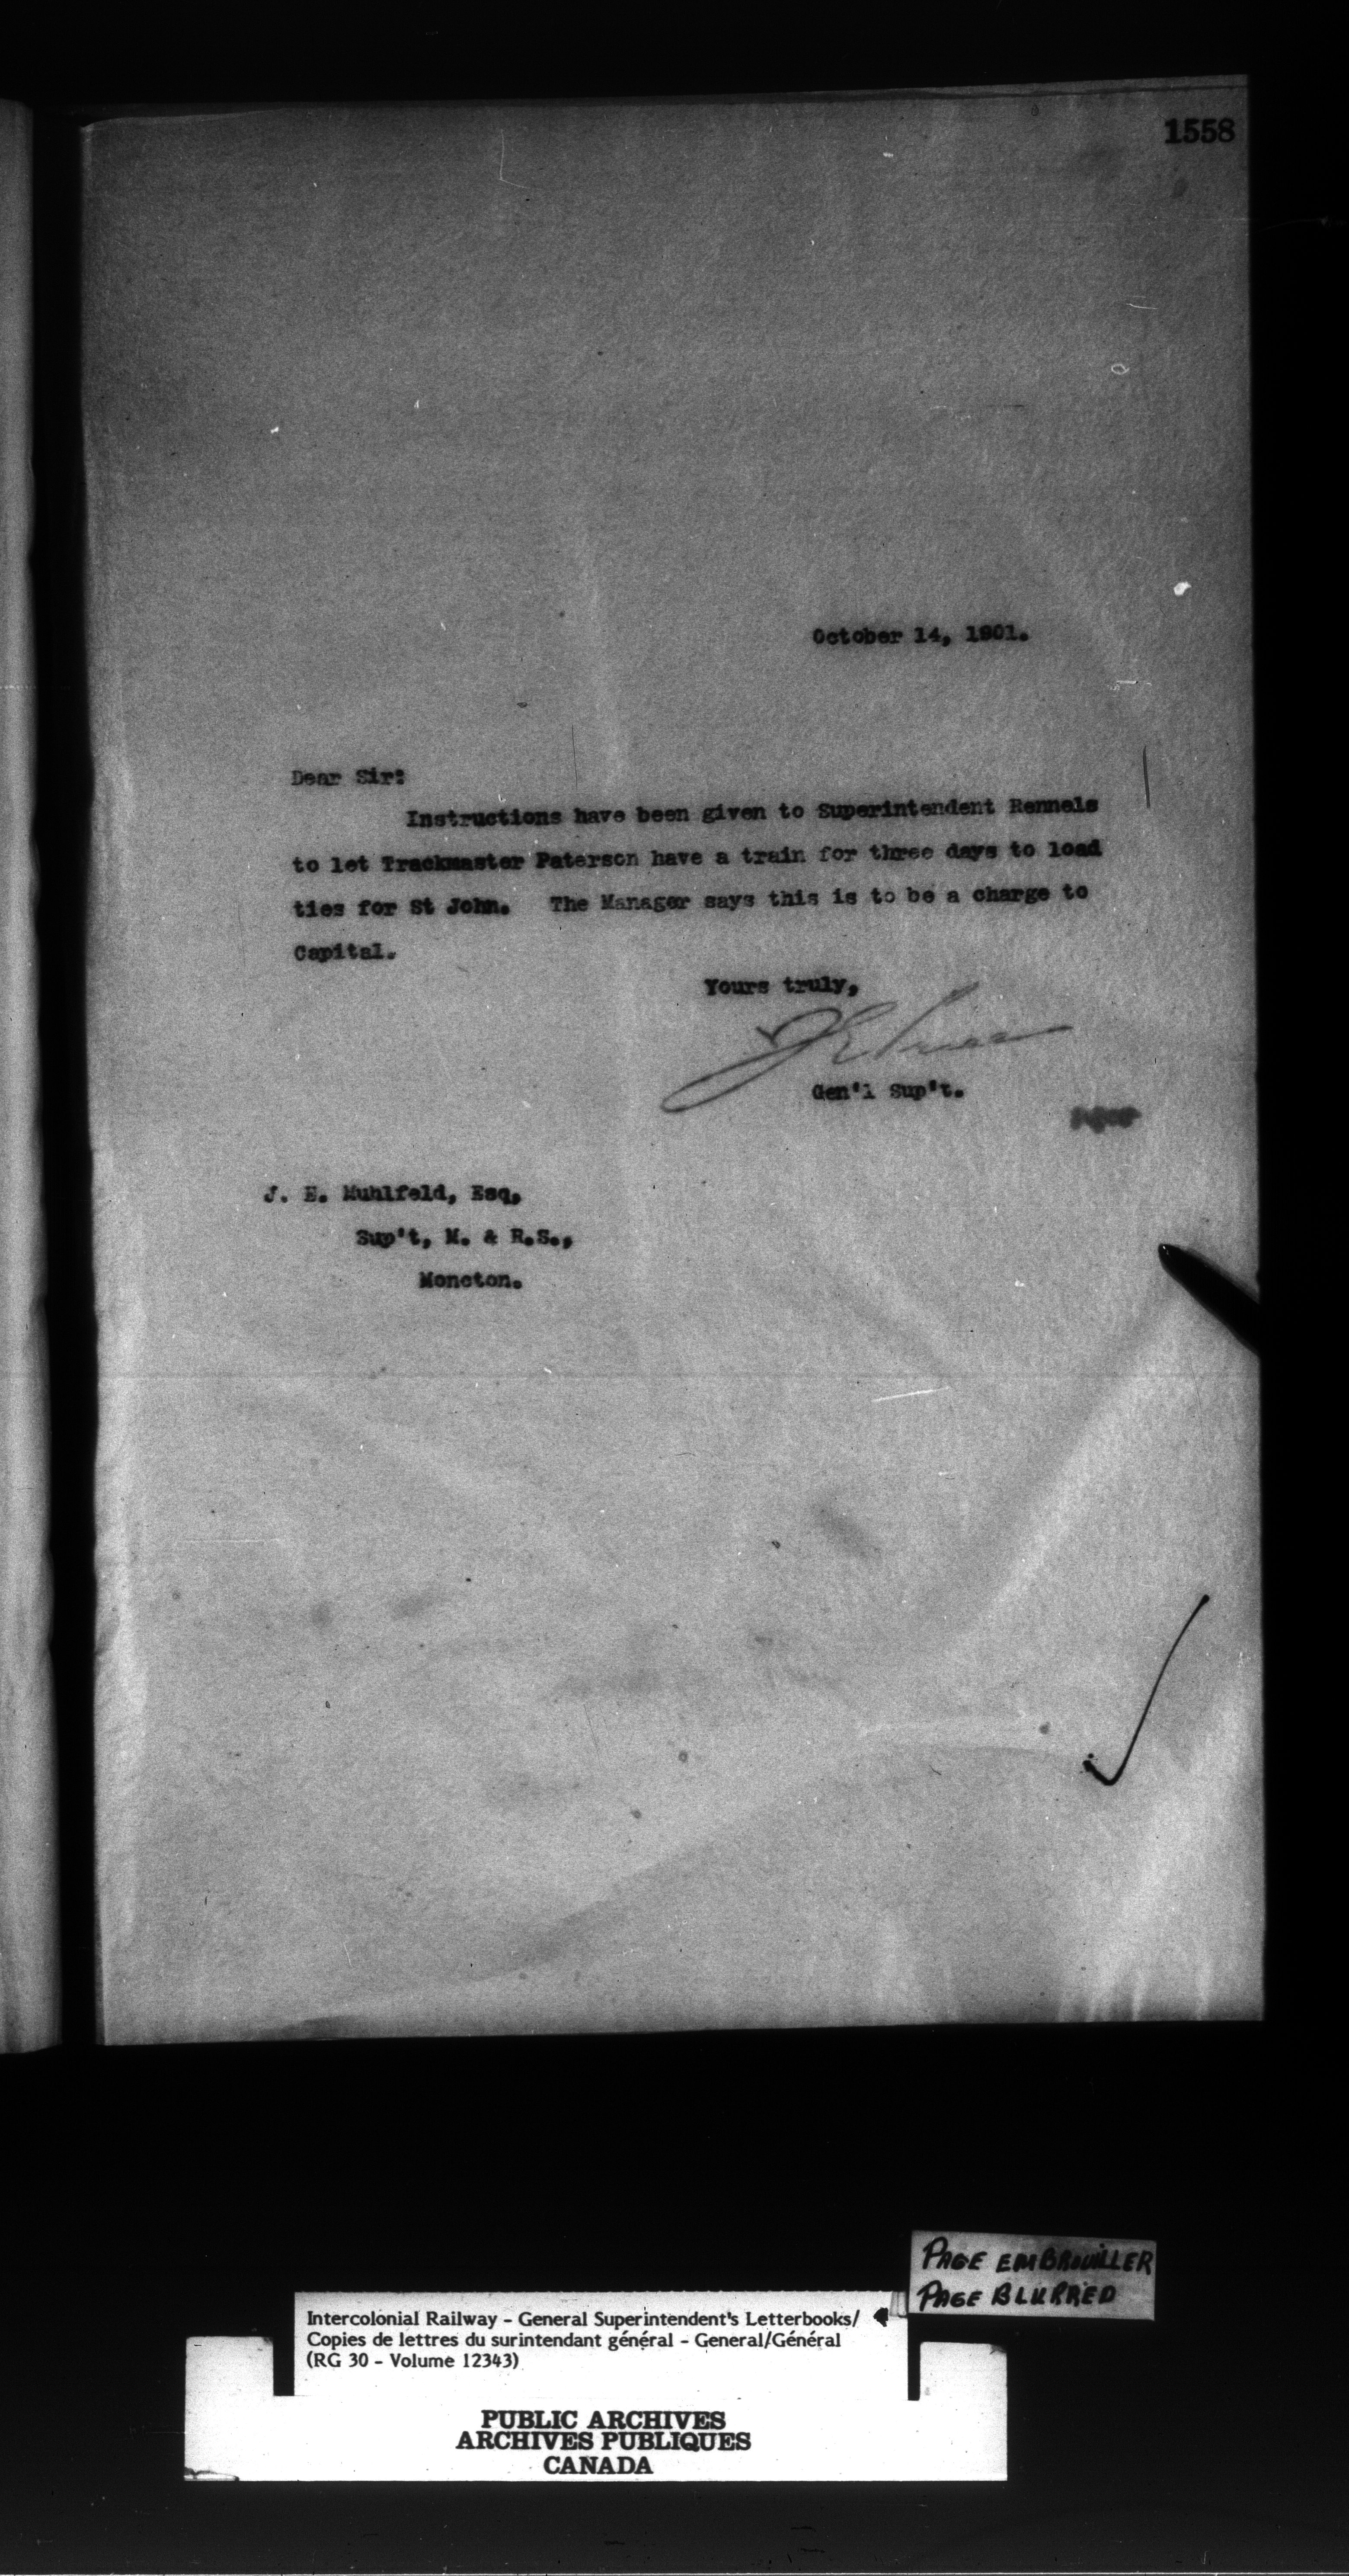 1558
October 14, 1901.
Dear Sir:
Instructions have been given to Superintendent Rennels
to let Trackmaster Paterson have a train for three days to load
ties for St John. The Manager says this is to be a charge to
Capital.
Yours truly,
Gen'l Sup't.
J. E. Muhlfeld, Esq,
Sup't, M. & R.S.,
Moncton.
PAGE EMBROUILLER
PAGE BLURRED
Intercolonial Railway - General Superintendent's Letterbooks/
Copies de lettres du surintendant général - General/Général
(RG 30 - Volume 12343)
PUBLIC ARCHIVES
ARCHIVES PUBLIQUES
CANADA